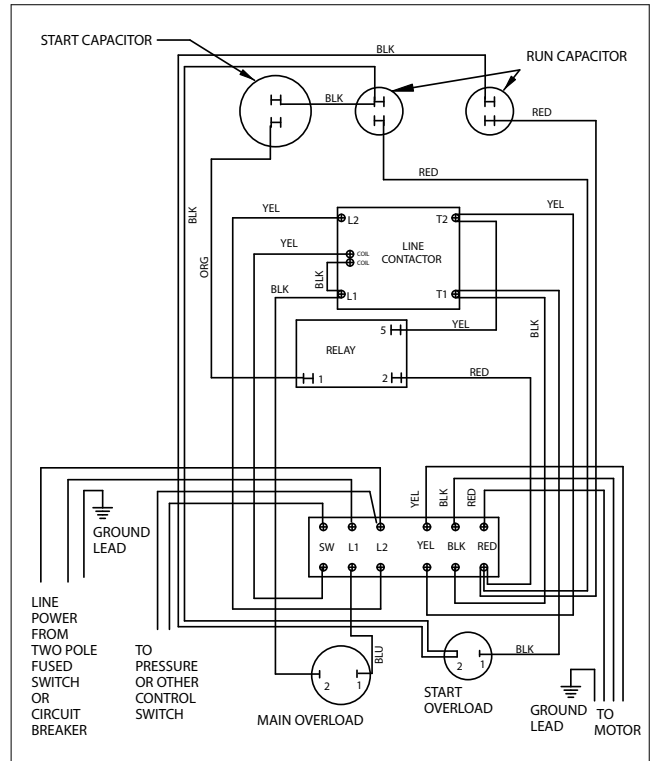 START CAPACITOR
BLK
RUN CAPACITOR
BLK
RED
RED
BLK
ORG
YEL
YEL
BLK
BLK
L2
T2
COIL
COIL
LINE
CONTACTOR
L1
T1
YEL
BLK
5
YEL
RELAY
1
2
RED
YEL
BLK
RED
GROUND
LEAD
SW
L1
L2
YEL
BLK
RED
LINE
POWER
FROM
TWO POLE
FUSED
SWITCH
OR
CIRCUIT
BREAKER
TO
PRESSURE
OR OTHER
CONTROL
SWITCH
BLU
2
1
MAIN OVERLOAD
2
1
BLK
START
OVERLOAD
GROUND
LEAD
TO
MOTOR